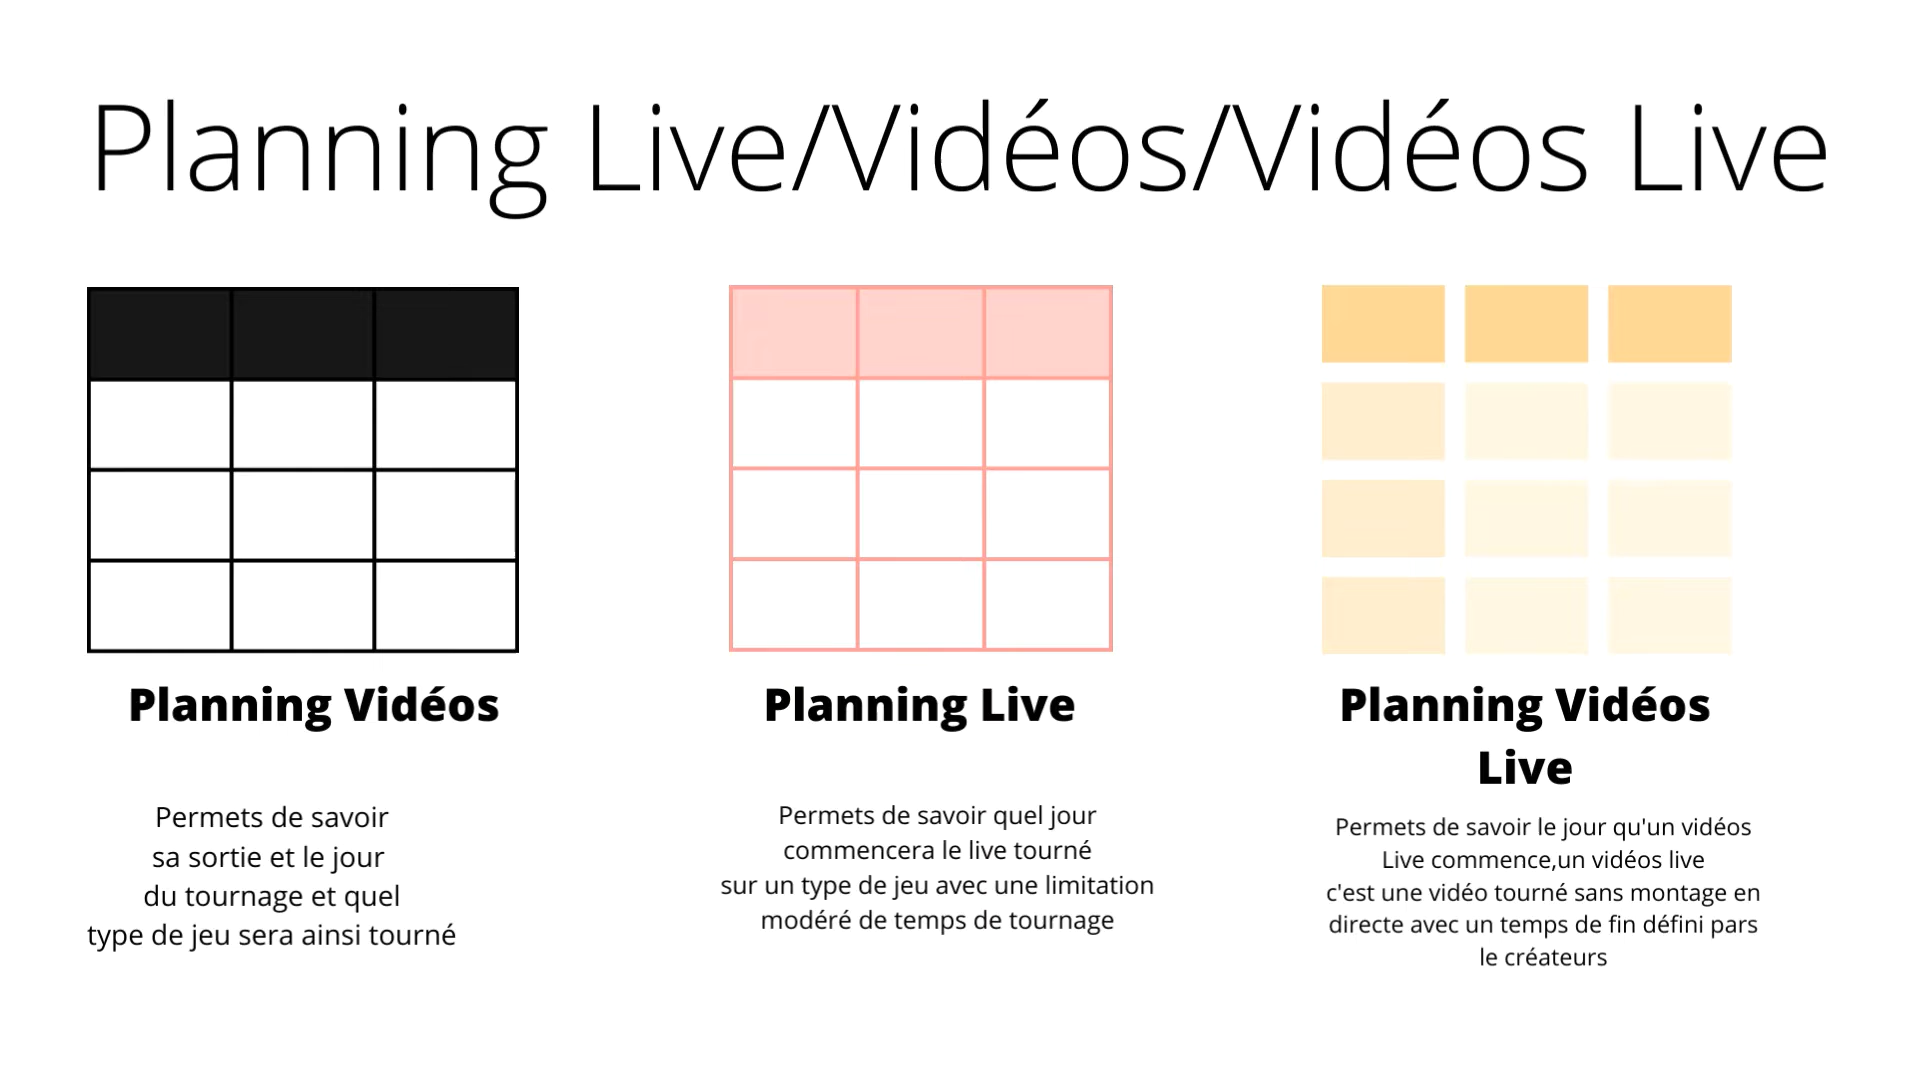 Planning Live/Vidéos/Vidéos Live
Planning Vidéos
Permets de savoir
sa sortie et le jour
du tournage et quel
type de jeu sera ainsi tourné
Planning Live
Permets de savoir quel jour
commencera le live tourné
sur un type de jeu avec une limitation
modéré de temps de tournage
Planning Vidéos
Live
Permets de savoir le jour qu'un vidéos
Live commence,un vidéos live
c'est une vidéo tourné sans montage en
directe avec un temps de fin défini pars
le créateurs